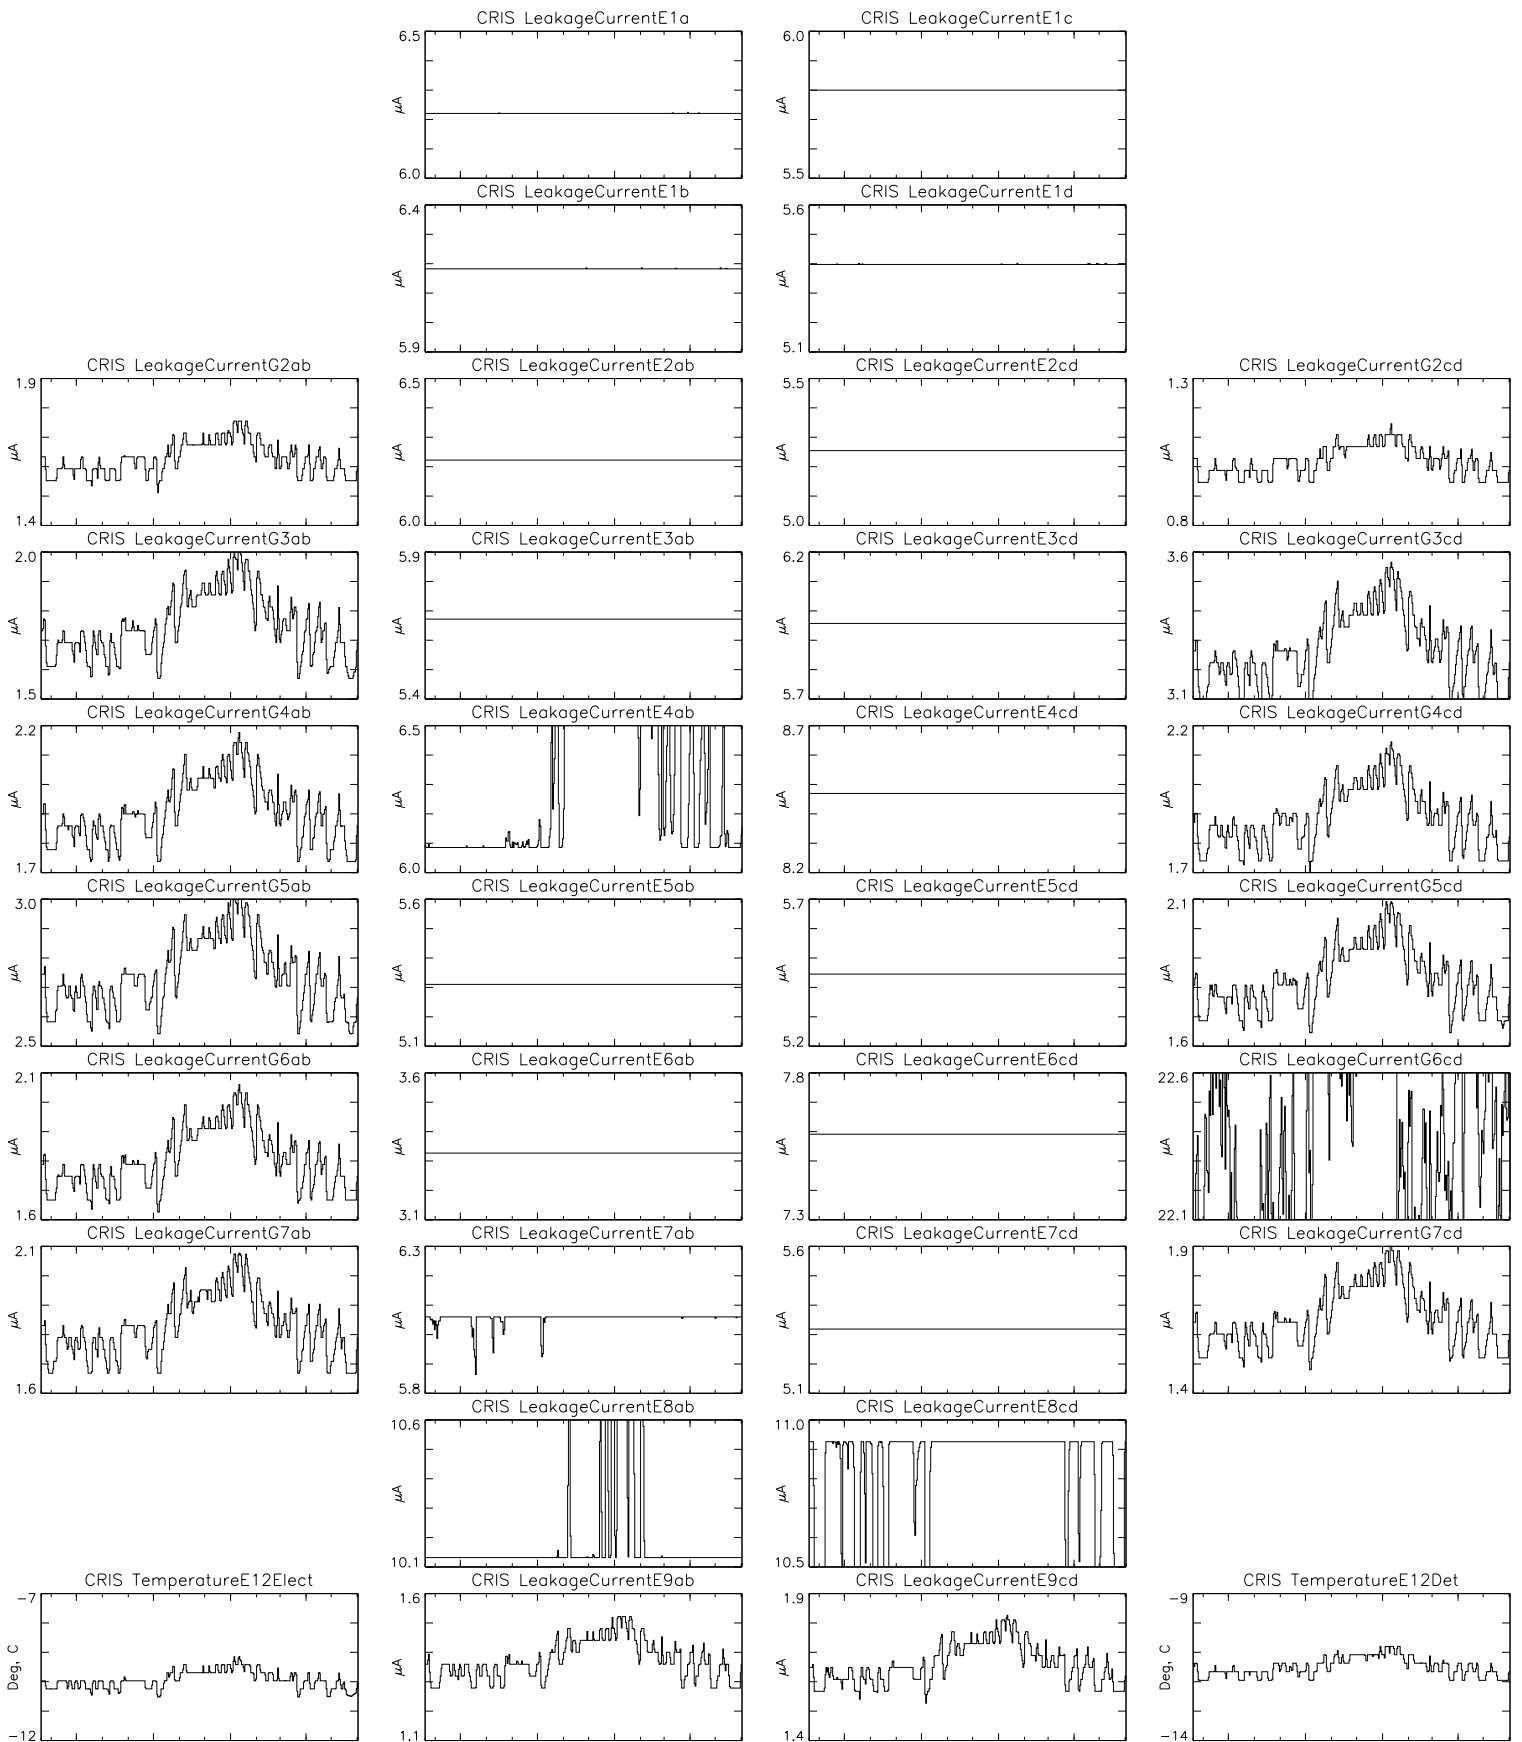 CRIS LeakageCurrentE1a
CRIS LeakageCurrentE1c
6.5
μA
6.0
6.0
μA
5.5
CRIS LeakageCurrentE1b
CRIS LeakageCurrentE1d
6.4
μA
5.9
5.6
μA
5.1
CRIS LeakageCurrentG2ab
CRIS LeakageCurrentE2ab
CRIS LeakageCurrentE2cd
CRIS LeakageCurrentG2cd
1.9
μA
1.4
6.5
μA
6.0
5.5
μA
5.0
1.3
μA
0.8
CRIS LeakageCurrentG3ab
CRIS LeakageCurrentE3ab
CRIS LeakageCurrentE3cd
CRIS LeakageCurrentG3cd
2.0
μA
1.5
5.9
μA
5.4
6.2
μA
5.7
3.6
μA
3.1
CRIS LeakageCurrentG4ab
CRIS LeakageCurrentE4ab
CRIS LeakageCurrentE4cd
CRIS LeakageCurrentG4cd
2.2
μA
1.7
6.5
μA
6.0
8.7
μA
8.2
2.2
μA
1.7
CRIS LeakageCurrentG5ab
CRIS LeakageCurrentE5ab
CRIS LeakageCurrentE5cd
CRIS LeakageCurrentG5cd
3.0
μA
2.5
5.6
μA
5.1
5.7
μA
5.2
2.1
μA
1.6
CRIS LeakageCurrentG6ab
CRIS LeakageCurrentE6ab
CRIS LeakageCurrentE6cd
CRIS LeakageCurrentG6cd
2.1
μA
1.6
3.6
μA
3.1
7.8
μA
7.3
22.6
μA
22.1
CRIS LeakageCurrentG7ab
CRIS LeakageCurrentE7ab
CRIS LeakageCurrentE7cd
CRIS LeakageCurrentG7cd
2.1
μA
1.6
6.3
μA
5.8
5.6
μA
5.1
1.9
μA
1.4
CRIS LeakageCurrentE8ab
CRIS LeakageCurrentE8cd
10.6
μA
10.1
11.0
μA
10.5
CRIS TemperatureE12Elect
CRIS LeakageCurrentE9ab
CRIS LeakageCurrentE9cd
CRIS TemperatureE12Det
-7
Deg, C
-12
1.6
μA
1.1
1.9
μA
1.4
-9
Deg, C
-14